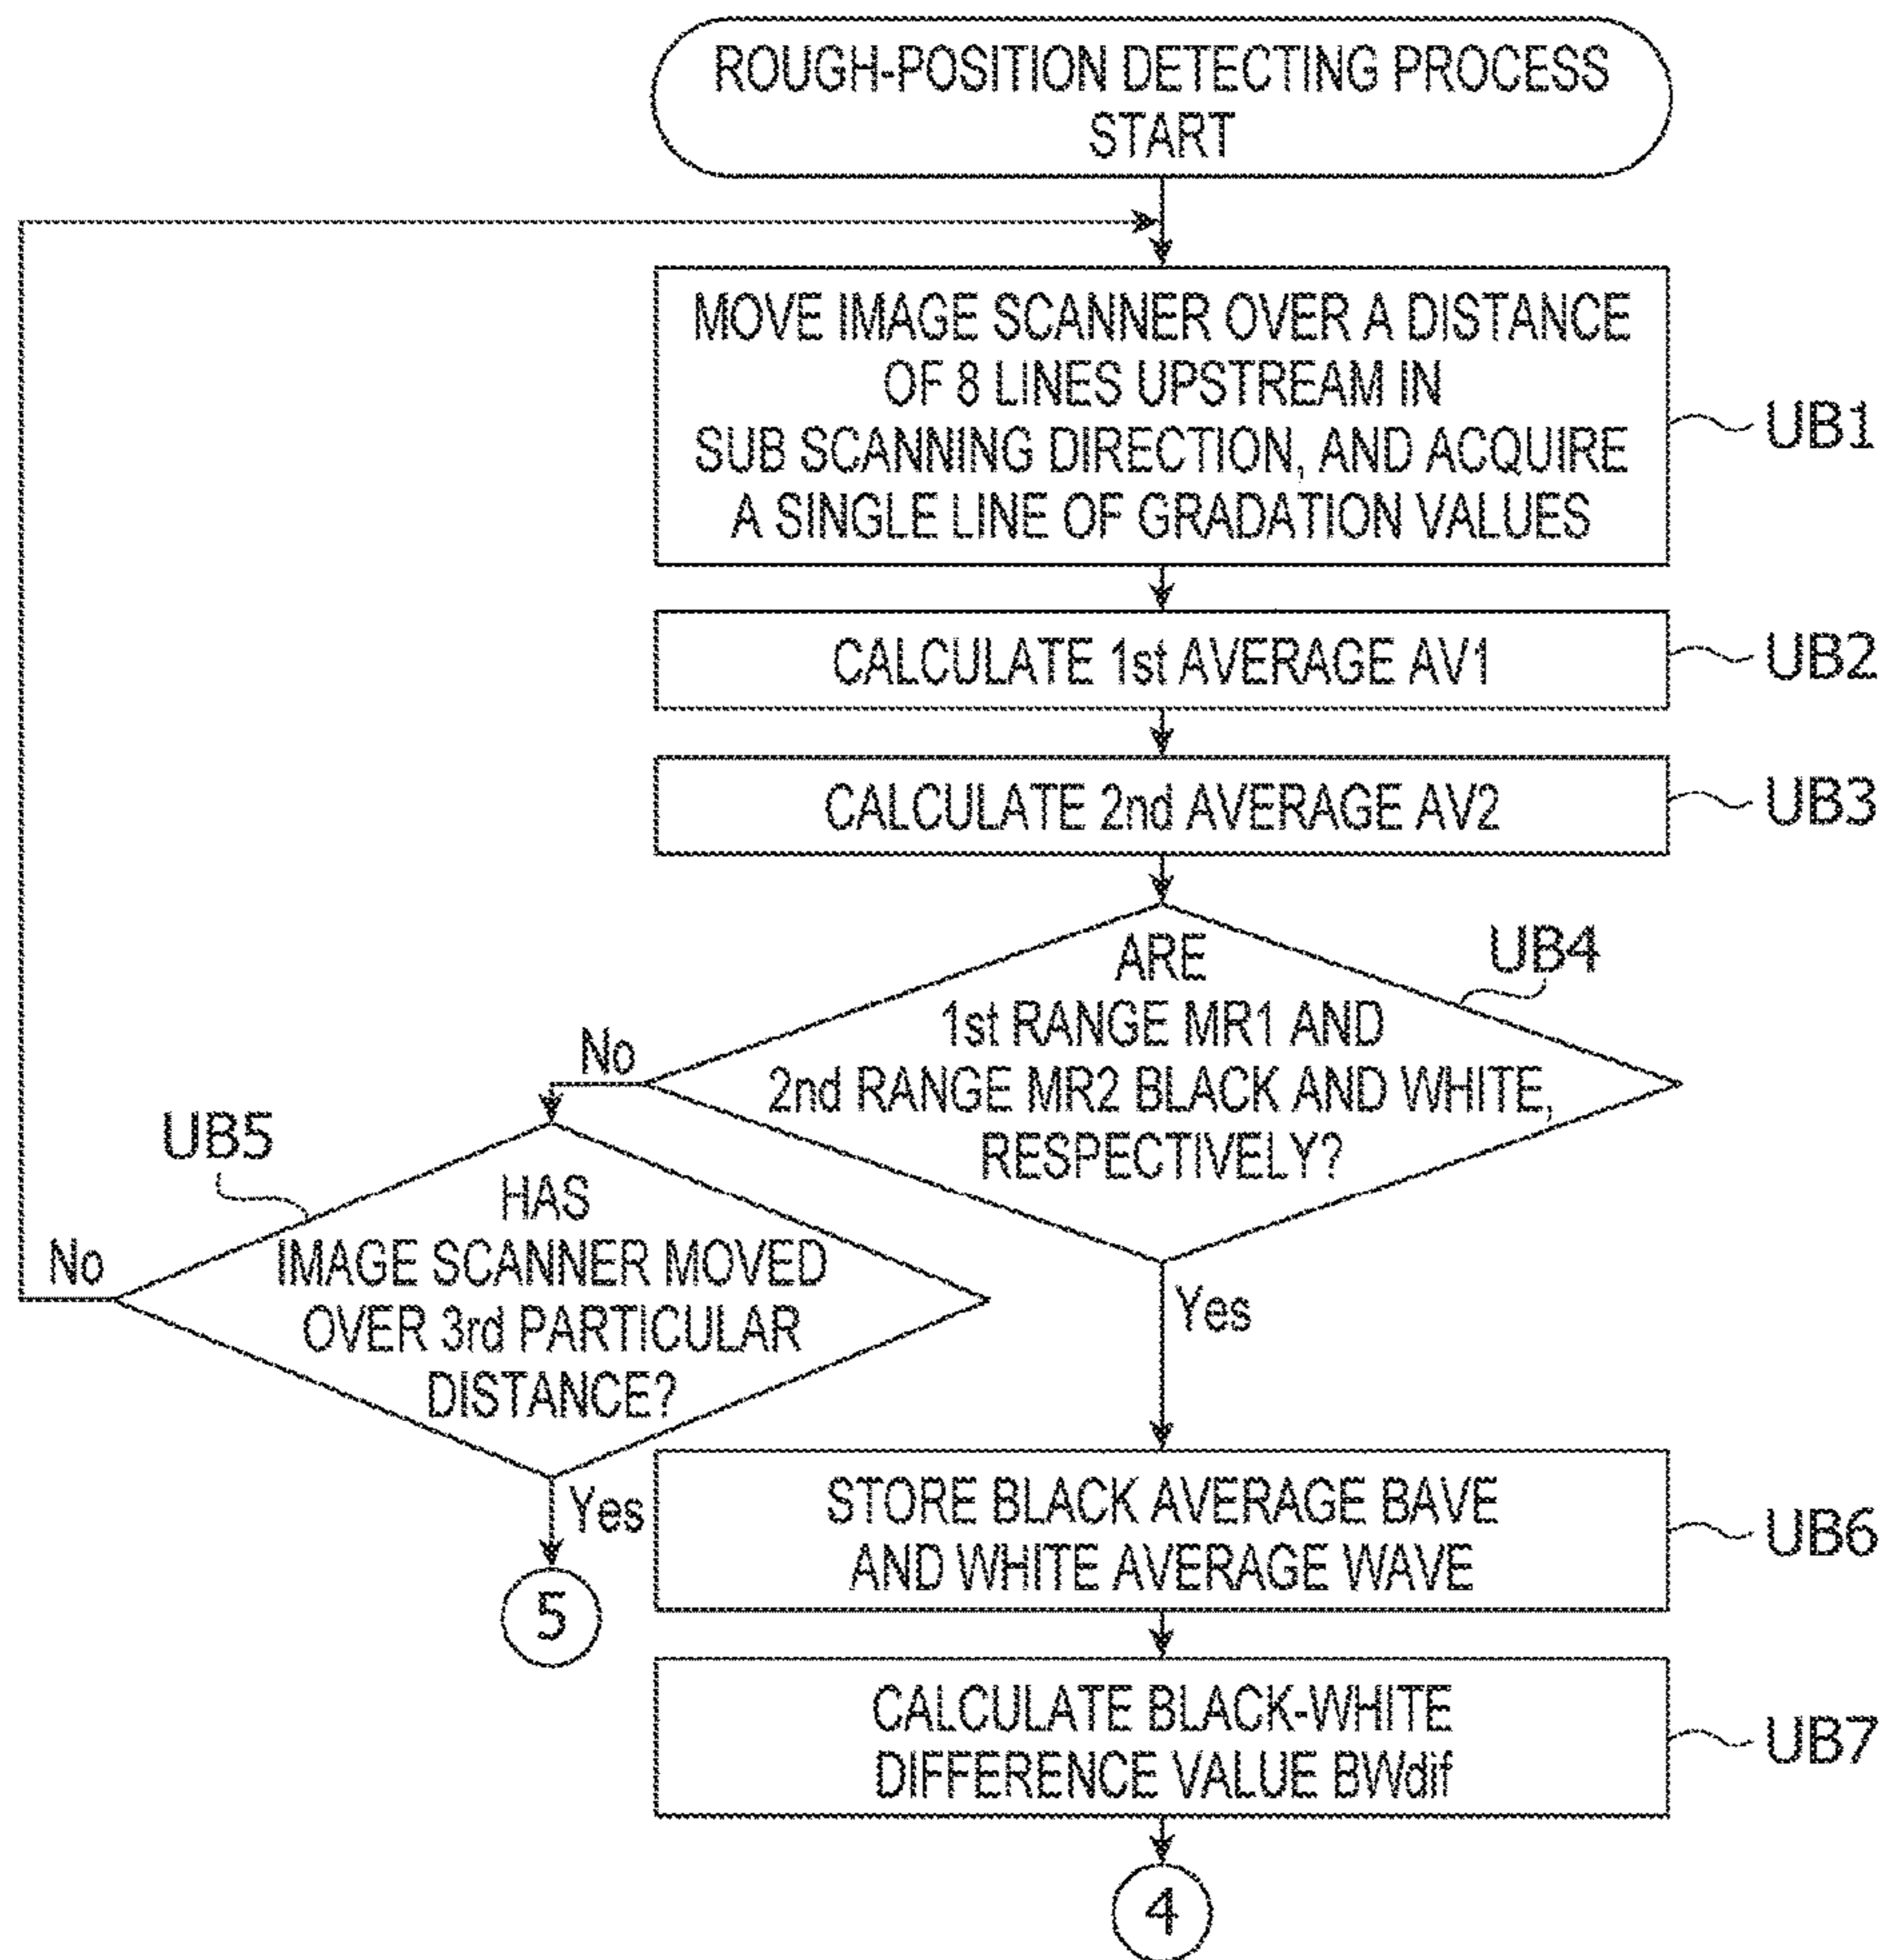 ROUGH-POSITION DETECTING PROCESS
START
MOVE IMAGE SCANNER OVER A DISTANCE
OF 8 LINES UPSTREAM IN
SUB SCANNING DIRECTION, AND ACQUIRE
A SINGLE LINE OF GRADATION VALUES
UB1
CALCULATE 1st AVERAGE AV1
UB2
CALCULATE 2nd AVERAGE AV2
UB3
ARE
1st RANGE MR1 AND
2nd RANGE MR2 BLACK AND WHITE,
RESPECTIVELY?
UB4
No
Yes
UB5
HAS
IMAGE SCANNER MOVED
OVER 3rd PARTICULAR
DISTANCE?
No
Yes
5
STORE BLACK AVERAGE BAVE
AND WHITE AVERAGE WAVE
UB6
CALCULATE BLACK-WHITE
DIFFERENCE VALUE BWdif
UB7
4